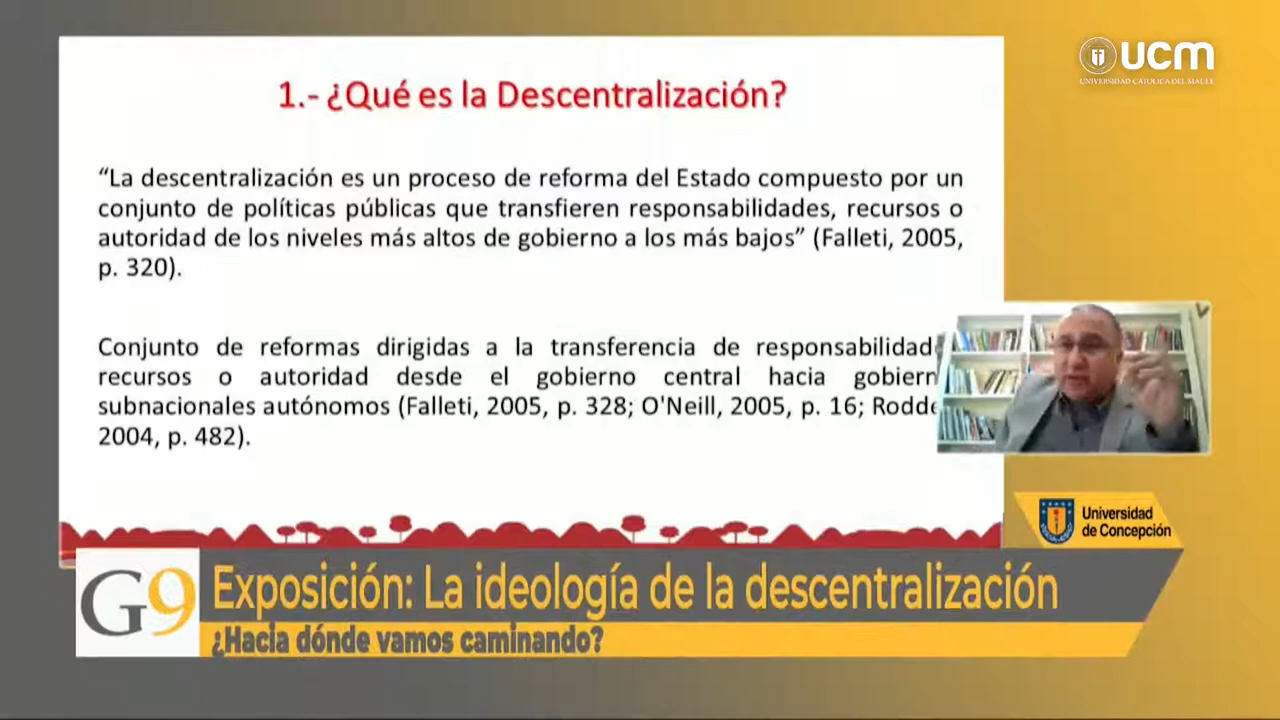 1.- ¿Qué es la Descentralización?
“La descentralización es un proceso de reforma del Estado compuesto por un
conjunto de políticas públicas que transfieren responsabilidades, recursos o
autoridad de los niveles más altos de gobierno a los más bajos” (Falleti, 2005,
p. 320).
Conjunto de reformas dirigidas a la transferencia de responsabilidad
recursos o autoridad desde el gobierno central hacia gobiern
subnacionales autónomos (Falleti, 2005, p. 328; O'Neill, 2005, p. 16; Rodde
2004, p. 482).
ucm
UNIVERSIDAD CATÓLICA DEL MAULE
Universidad
de Concepción
G9
Exposición: La ideología de la descentralización
¿Hacia dónde vamos caminando?